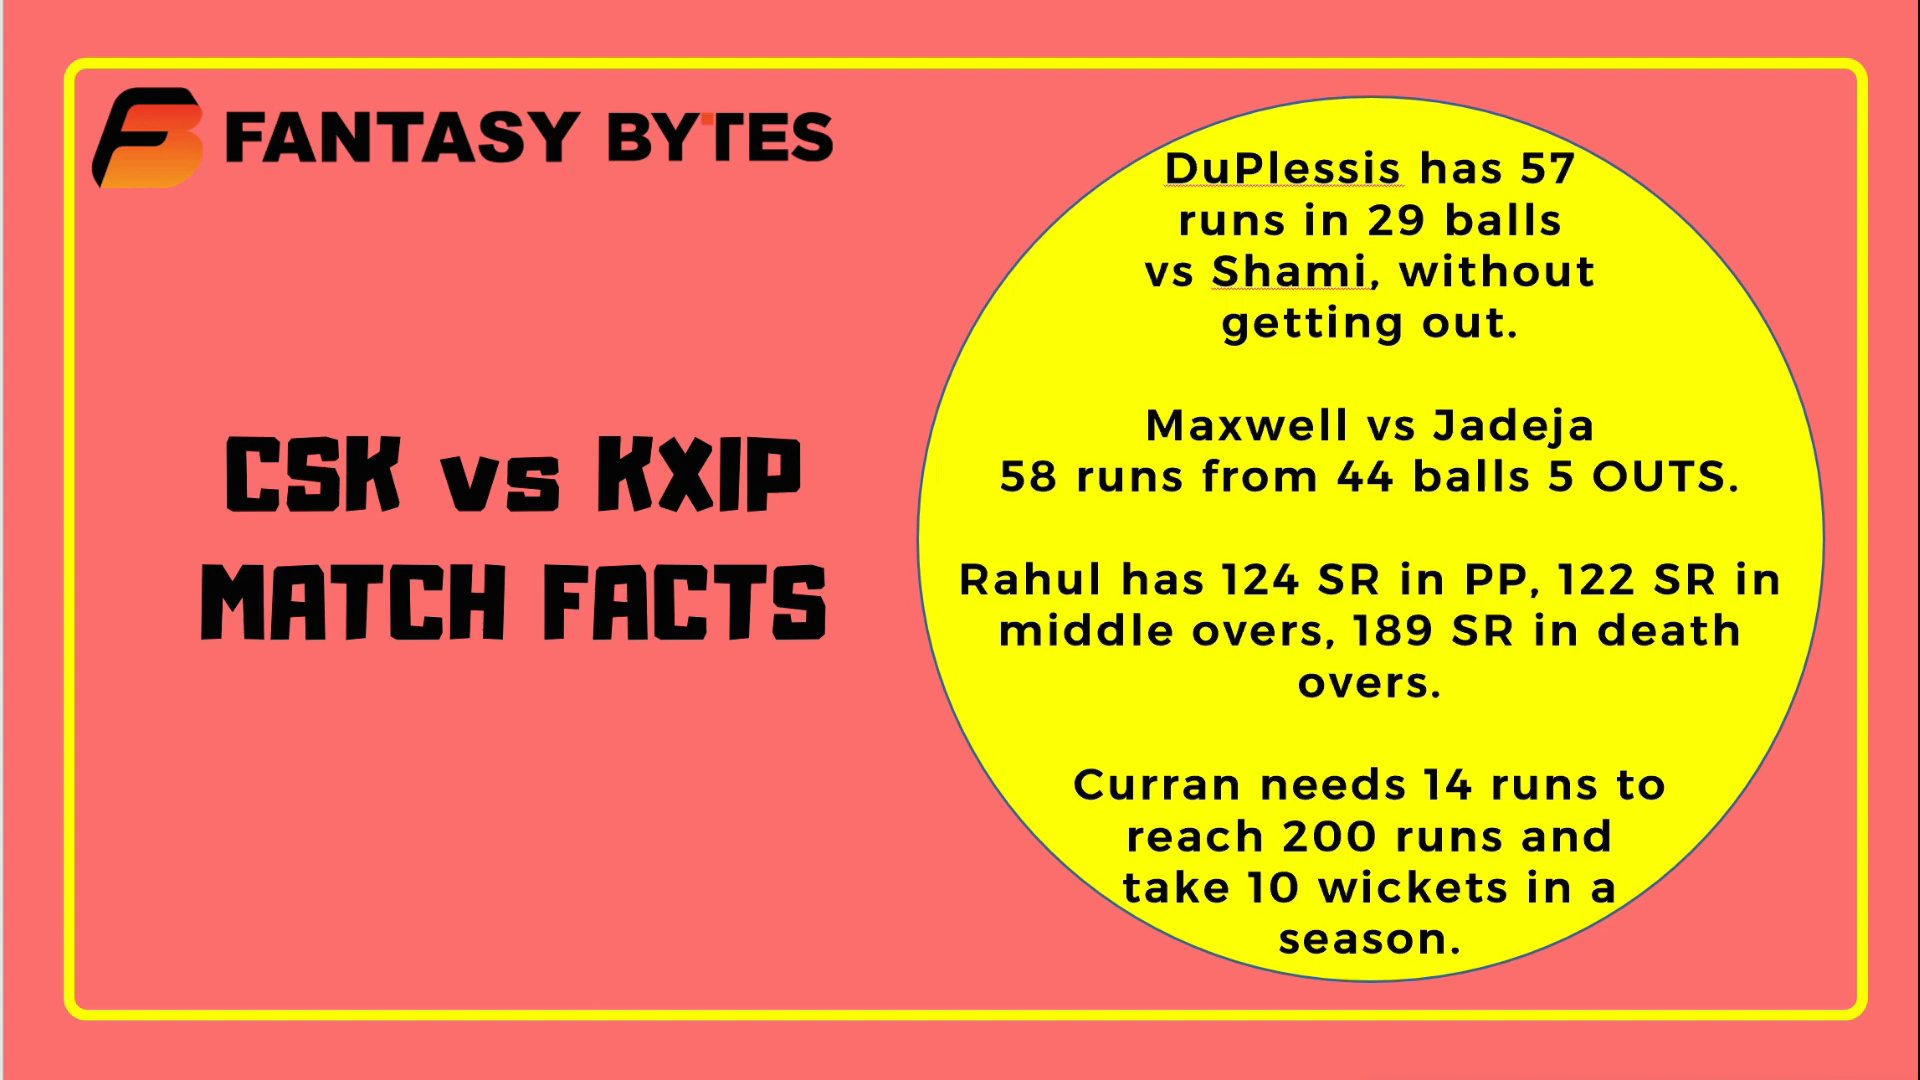 FANTASY BYTES
CSK vs KXIP
MATCH FACTS
DuPlessis has 57
runs in 29 balls
vs Shami, without
getting out.
Maxwell vs Jadeja
58 runs from 44 balls 5 OUTS.
Rahul has 124 SR in PP, 122 SR in
middle overs, 189 SR in death
overs.
Curran needs 14 runs to
reach 200 runs and
take 10 wickets in a
season.